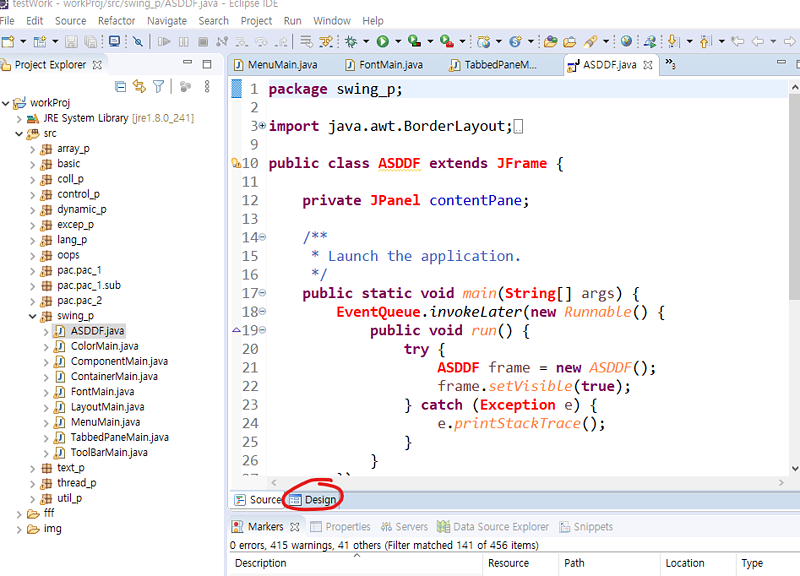 testWork - workProj/src/swing_p/ASDDF.java - Eclipse IDE
File Edit Source Refactor Navigate Search Project Run Window Help
Project Explorer
MenuMain.java FontMain.java TabbedPaneM... ASDDF.java 3
workProj
JRE System Library [jre1.8.0_241]
src
array_p
basic
coll_p
control_p
dynamic_p
excep_p
lang_p
oops
pac.pac_1
pac.pac_1.sub
pac.pac_2
swing_p
ASDDF.java
ColorMain.java
ComponentMain.java
ContainerMain.java
FontMain.java
LayoutMain.java
MenuMain.java
TabbedPaneMain.java
ToolBarMain.java
text_p
thread_p
util_p
fff
img
1 package swing_p;
2
3 import java.awt.BorderLayout;
9
10 public class ASDDF extends JFrame {
11
12 private JPanel contentPane;
13
14 /**
15 * Launch the application.
16 */
17 public static void main(String[] args) {
18 EventQueue.invokeLater(new Runnable() {
19 public void run() {
20 try {
21 ASDDF frame = new ASDDF();
22 frame.setVisible(true);
23 } catch (Exception e) {
24 e.printStackTrace();
25 }
26 }
Source Design
Markers Properties Servers Data Source Explorer Snippets
0 errors, 415 warnings, 41 others (Filter matched 141 of 456 items)
Description Resource Path Location Type